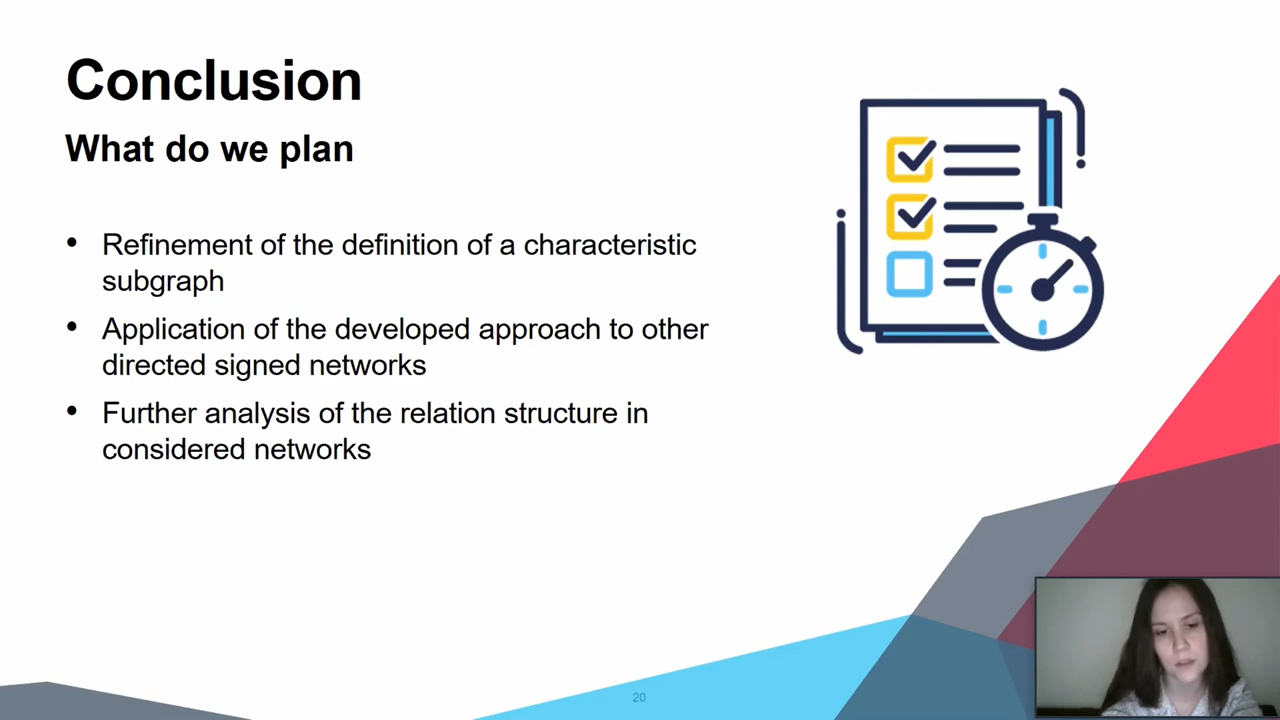 Conclusion
What do we plan
• Refinement of the definition of a characteristic
subgraph
• Application of the developed approach to other
directed signed networks
• Further analysis of the relation structure in
considered networks
20